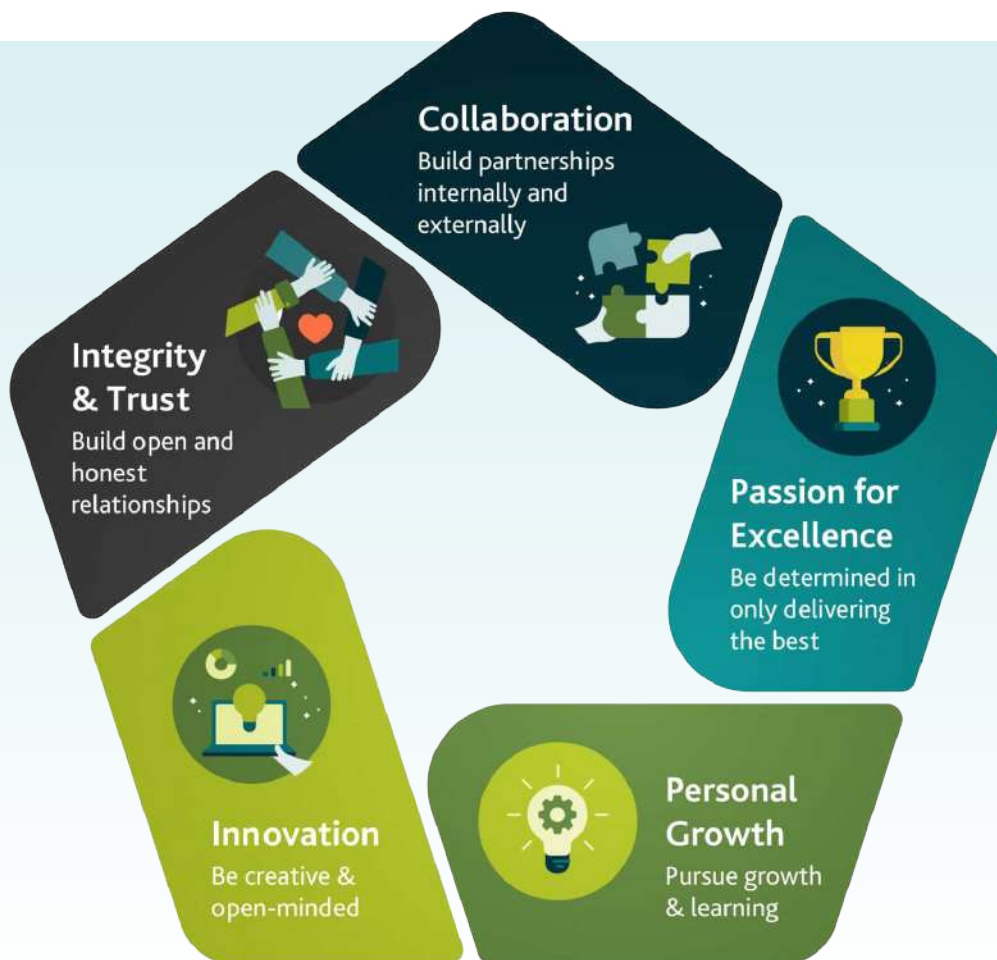 Collaboration
Build partnerships
internally and
externally
Passion for
Excellence
Be determined in
only delivering
the best
Personal
Growth
Pursue growth
& learning
Innovation
Be creative &
open-minded
Integrity
& Trust
Build open and
honest
relationships